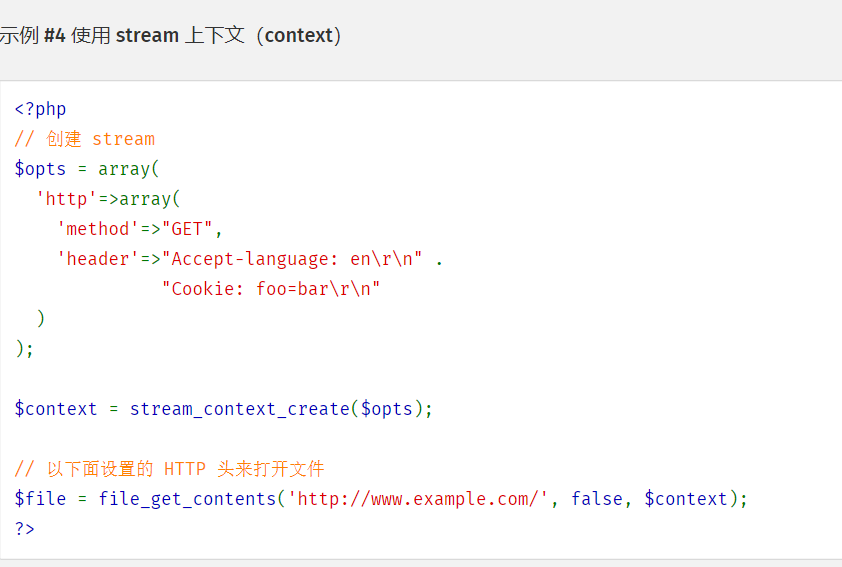 示例 #4 使用 stream 上下文（context）
<?php
// 创建 stream
$opts = array(
  'http'=>array(
    'method'=>"GET",
    'header'=>"Accept-language: en\r\n" .
              "Cookie: foo=bar\r\n"
  )
);
$context = stream_context_create($opts);
// 以下面设置的 HTTP 头来打开文件
$file = file_get_contents('http://www.example.com/', false, $context);
?>